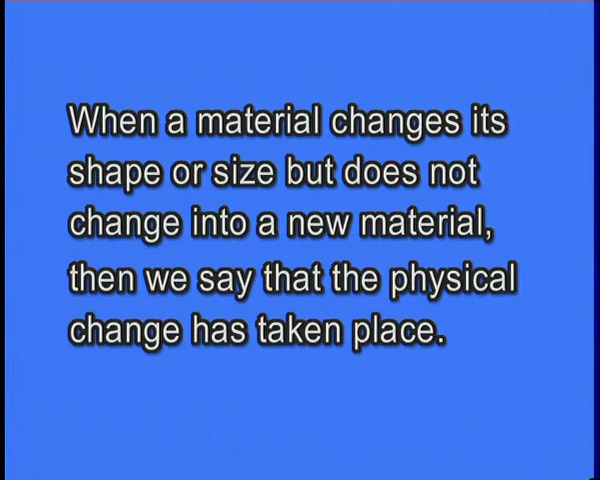 When a material changes its
shape or size but does not
change into a new material,
then we say that the physical
change has taken place.